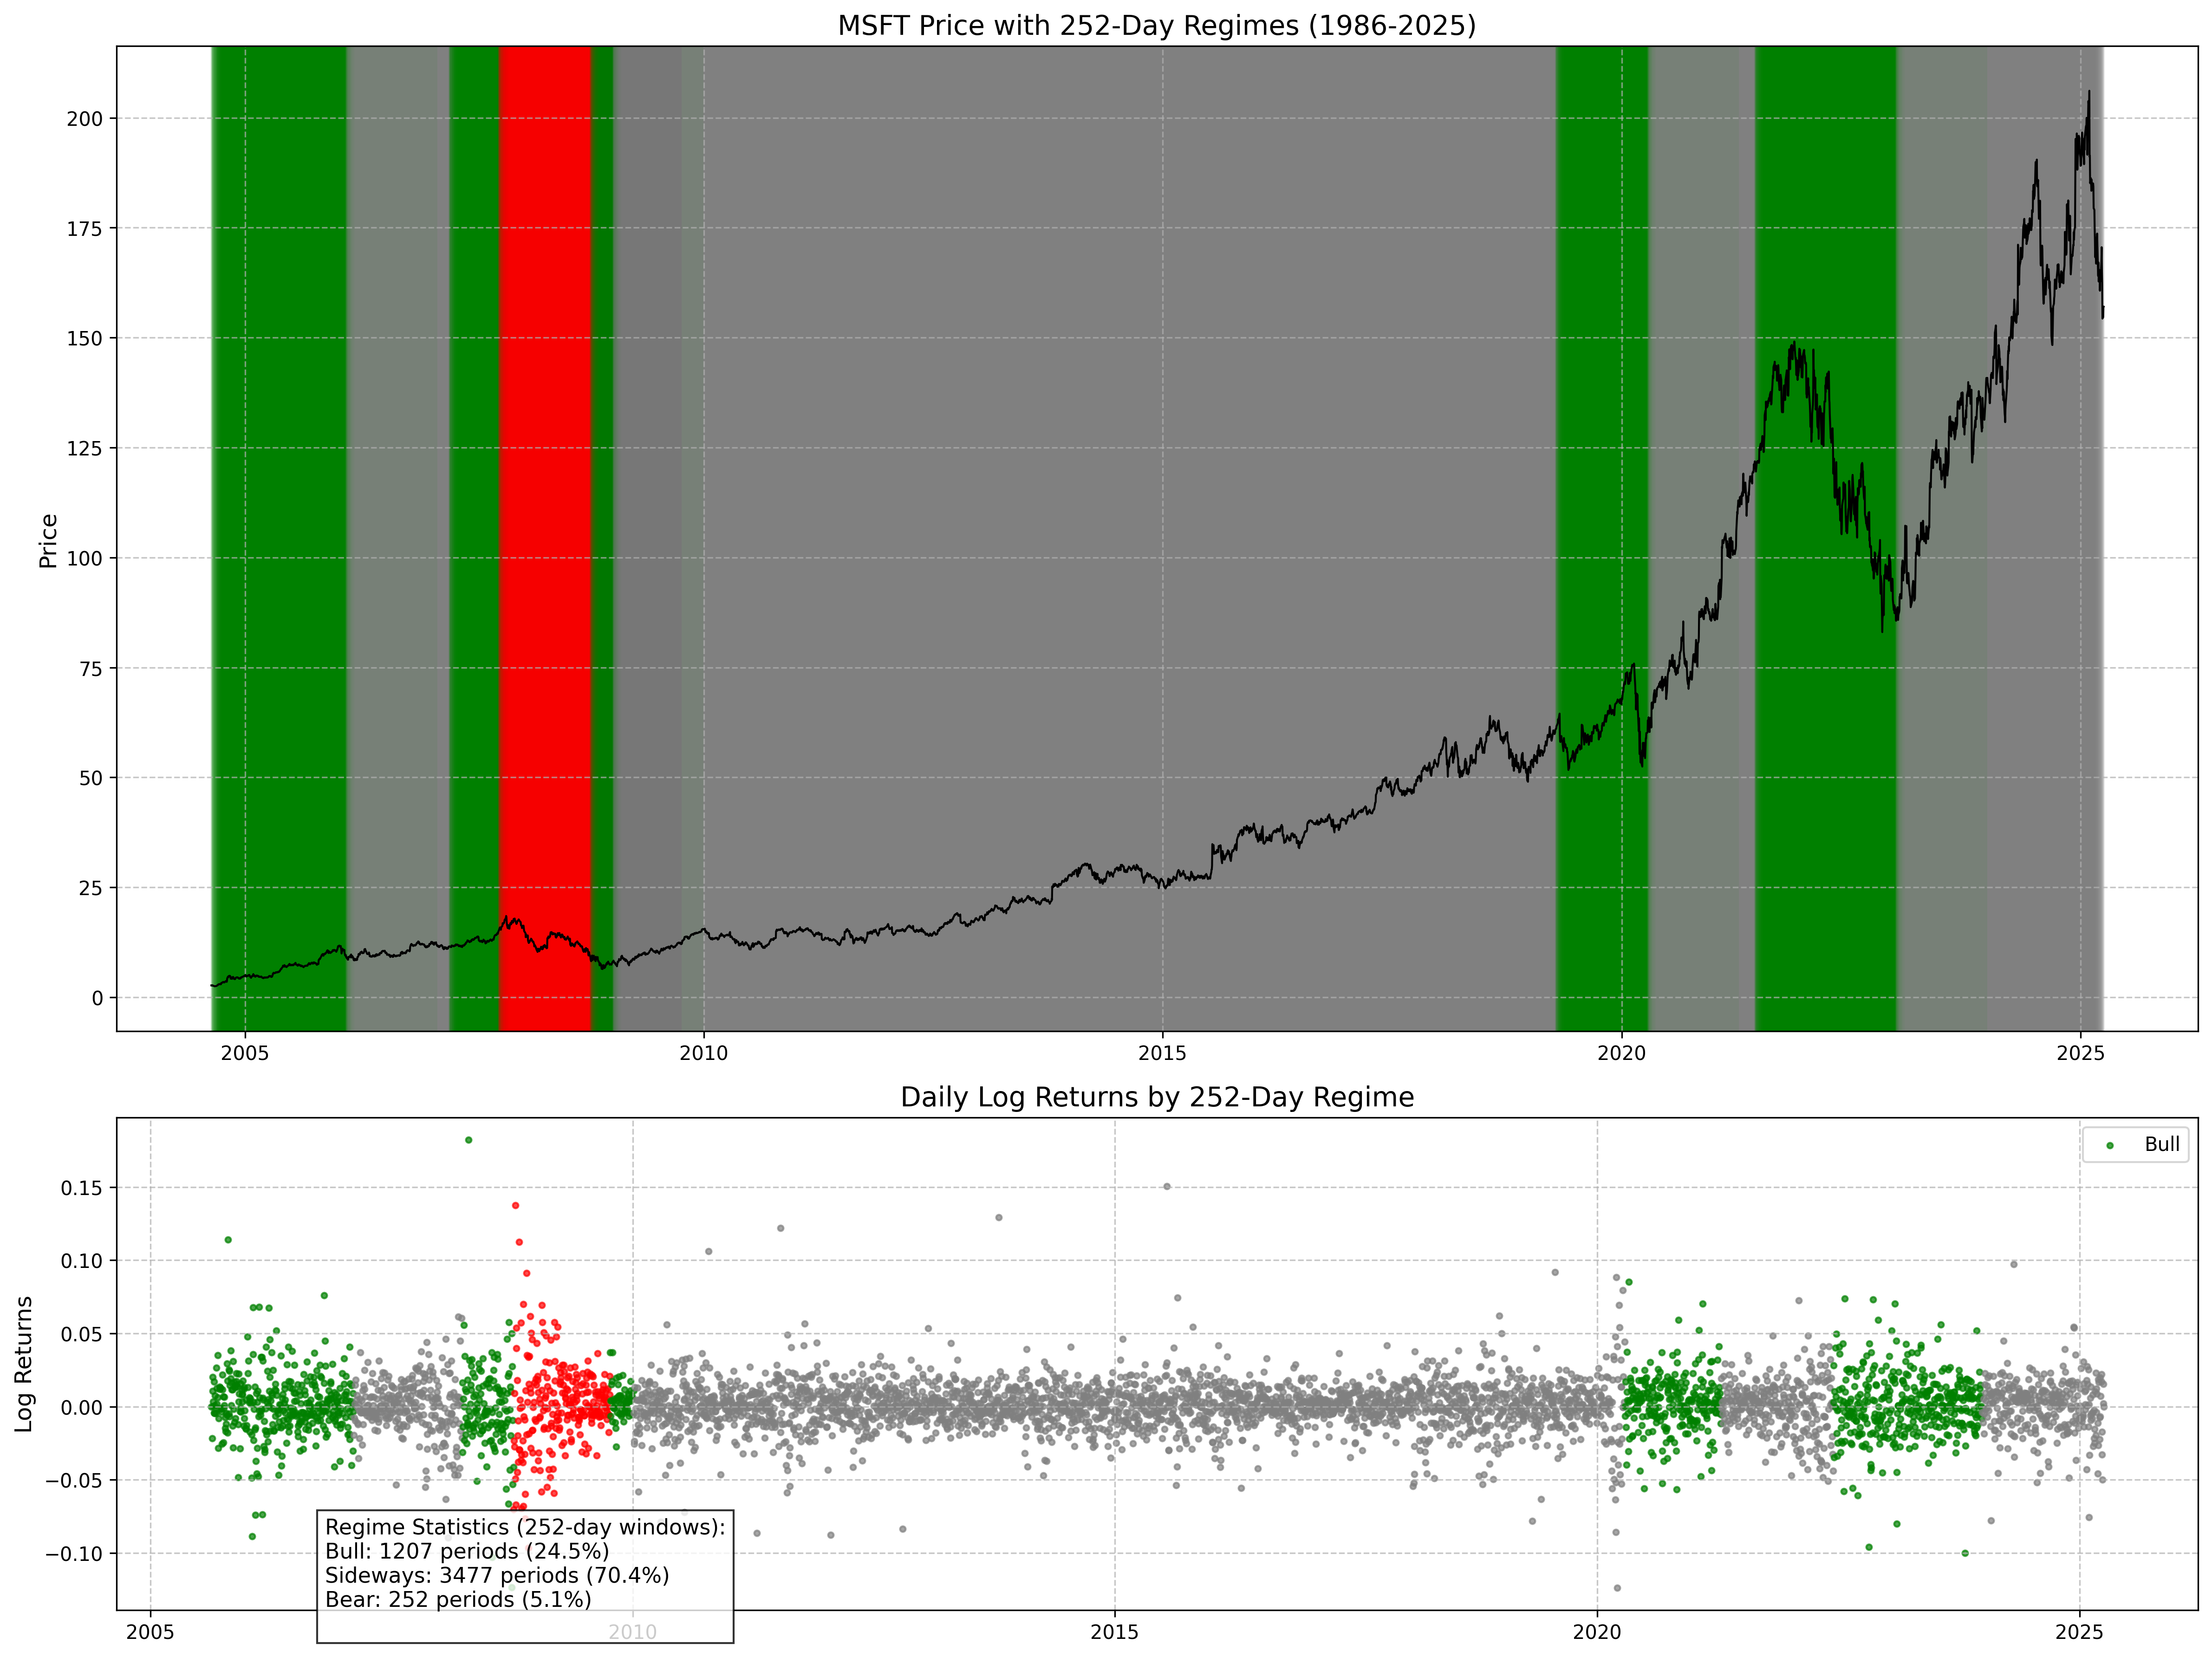 MSFT Price with 252-Day Regimes (1986-2025)
Price
200
175
150
125
100
75
50
25
0
2005 2010 2015 2020 2025
Daily Log Returns by 252-Day Regime
Log Returns
Bull
0.15
0.10
0.05
0.00
−0.05
−0.10
Regime Statistics (252-day windows):
Bull: 1207 periods (24.5%)
Sideways: 3477 periods (70.4%)
Bear: 252 periods (5.1%)
2005 2010 2015 2020 2025